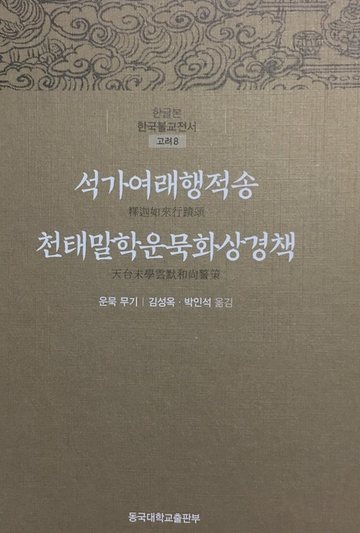 한글본
한국불교전서
고려 8
석가여래행적송
釋迦如來行蹟頌
천태말학운묵화상경책
天台末學雲默和尙警策
운묵 무기 | 김성옥 · 박인석 옮김
동국대학교출판부